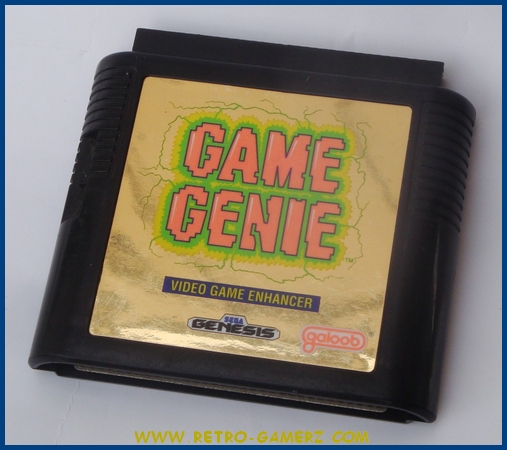 GAME
GENIE
TM
VIDEO GAME ENHANCER
SEGA
GENESIS
galoob
WWW.RETRO-GAMERZ.COM